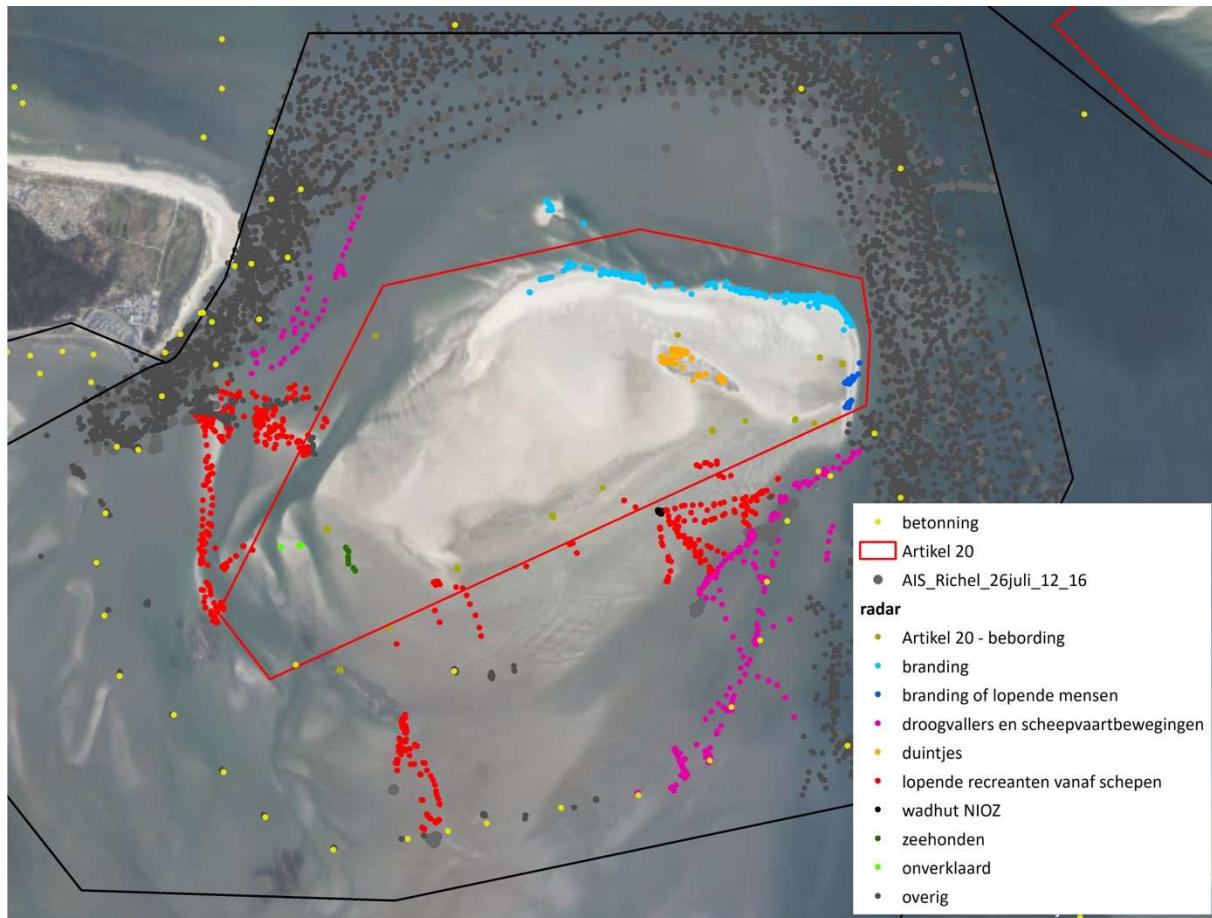 betonning
Artikel 20
AIS_Richel_26juli_12_16
radar
Artikel 20 - bebording
branding
branding of lopende mensen
droogvallers en scheepvaartbewegingen
duintjes
lopende recreanten vanaf schepen
wadhut NIOZ
zeehonden
onverklaard
overig